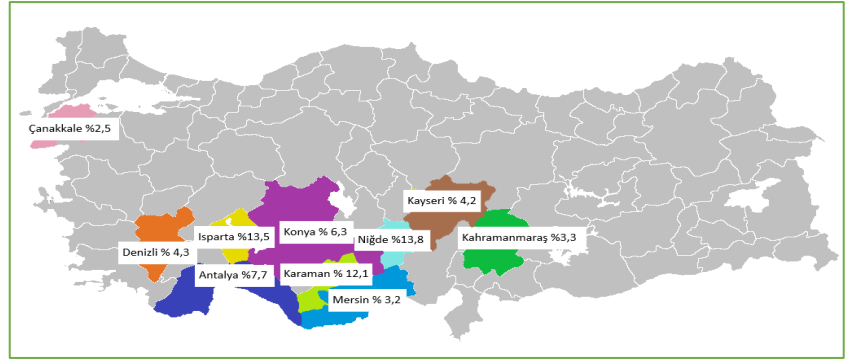 Çanakkale %2,5
Kayseri % 4,2
Isparta %13,5
Konya % 6,3
Niğde %13,8
Kahramanmaraş %3,3
Denizli % 4,3
Antalya %7,7
Karaman % 12,1
Mersin % 3,2